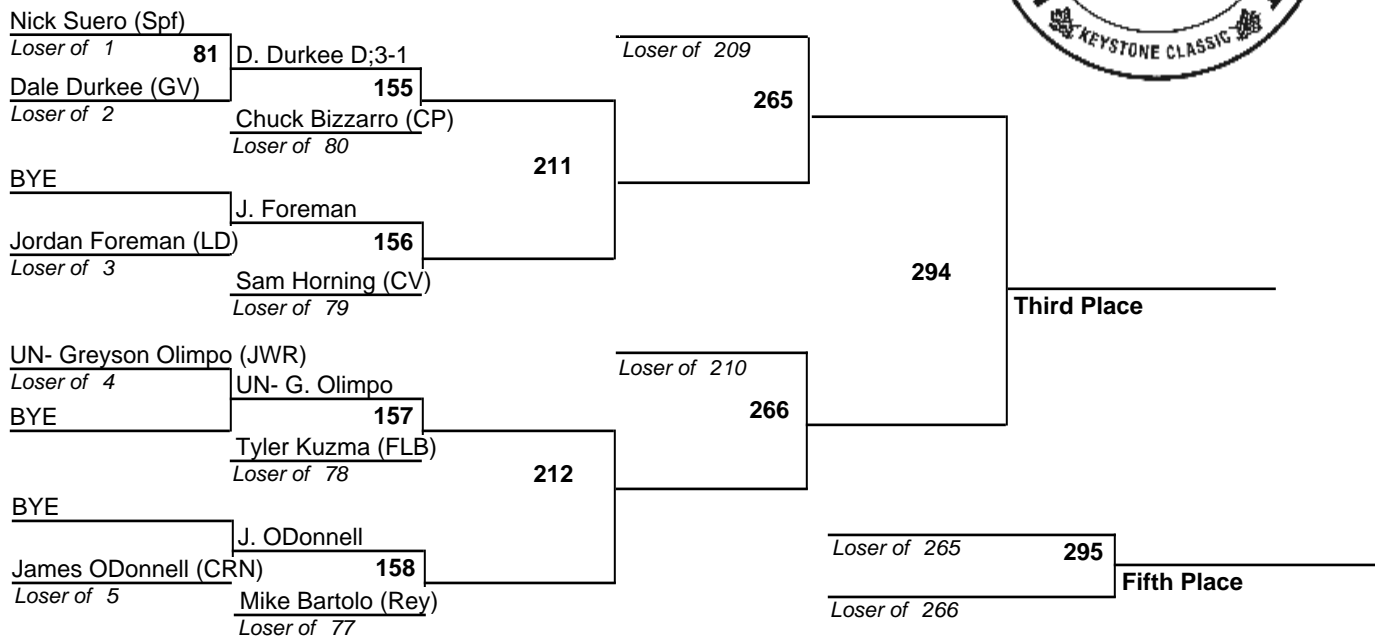 KEYSTONE CLASSIC
Nick Suero (Spf)
Loser of 1
81
D. Durkee D;3-1
Dale Durkee (GV)
Loser of 2
155
Chuck Bizzarro (CP)
Loser of 80
211
BYE
J. Foreman
Jordan Foreman (LD)
Loser of 3
156
Sam Horning (CV)
Loser of 79
Loser of 209
265
294
Third Place
UN- Greyson Olimpo (JWR)
Loser of 4
UN- G. Olimpo
BYE
157
Tyler Kuzma (FLB)
Loser of 78
212
BYE
J. ODonnell
James ODonnell (CRN)
Loser of 5
158
Mike Bartolo (Rey)
Loser of 77
Loser of 210
266
Loser of 265
295
Fifth Place
Loser of 266